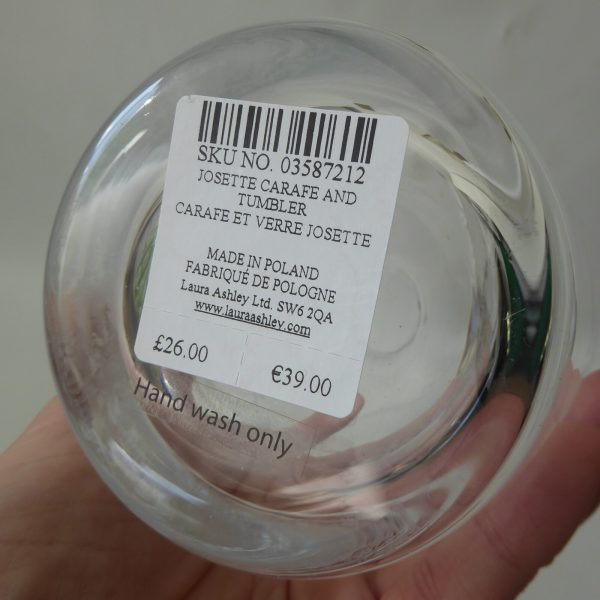 SKU NO. 03587212
JOSETTE CARAFE AND
TUMBLER
CARAFE ET VERRE JOSETTE
MADE IN POLAND
FABRIQUÉ DE POLOGNE
Laura Ashley Ltd. SW6 2QA
www.lauraashley.com
£26.00 €39.00
Hand wash only